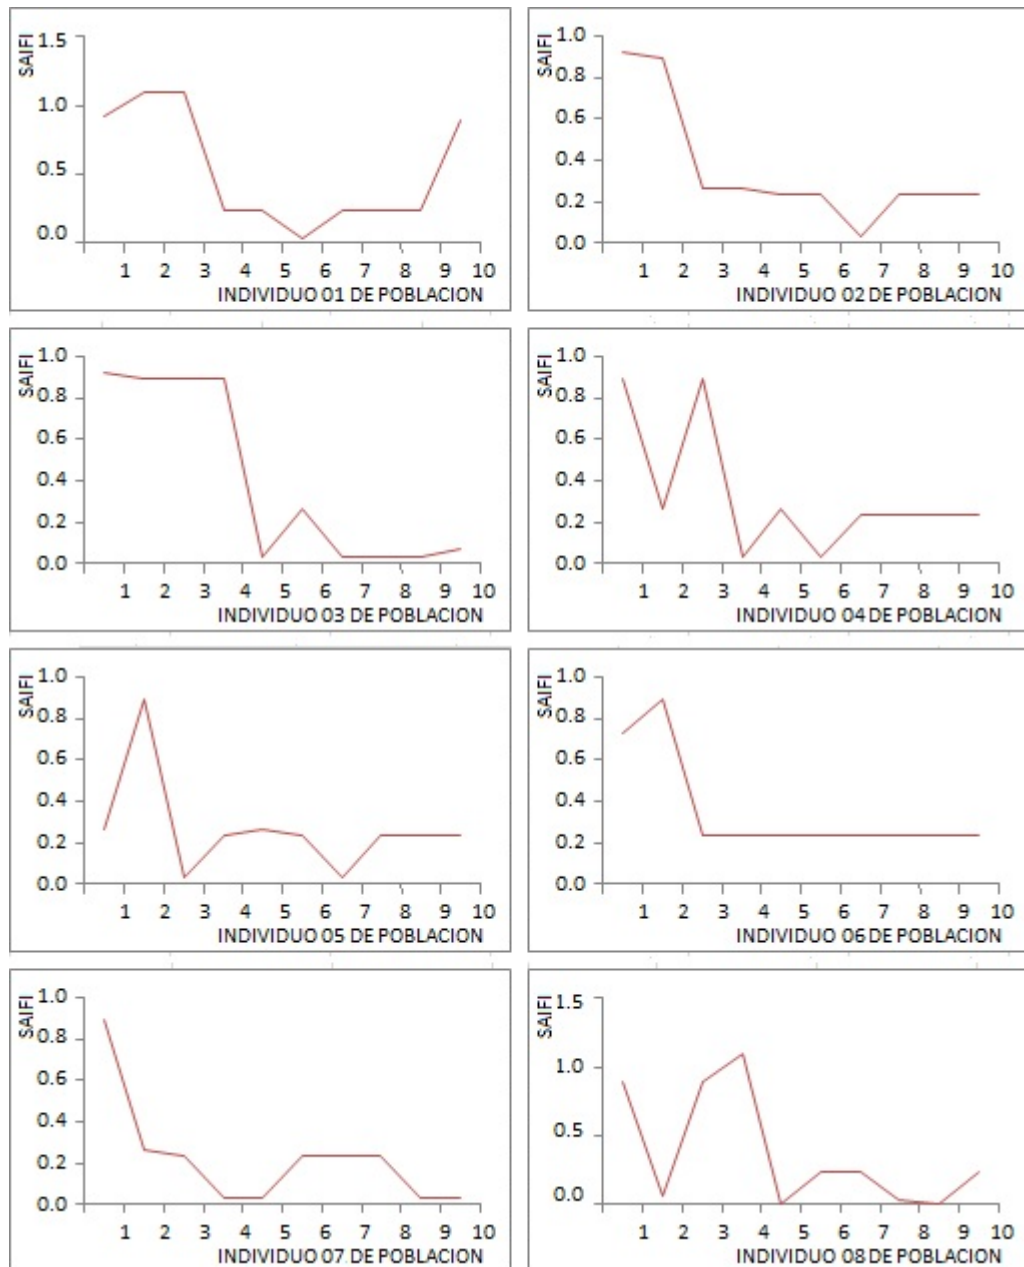 SAIFI
1.5
1.0
0.5
0.0
1 2 3 4 5 6 7 8 9 10
INDIVIDUO 01 DE POBLACION
SAIFI
1.0
0.8
0.6
0.4
0.2
0.0
1 2 3 4 5 6 7 8 9 10
INDIVIDUO 02 DE POBLACION
SAIFI
1.0
0.8
0.6
0.4
0.2
0.0
1 2 3 4 5 6 7 8 9 10
INDIVIDUO 03 DE POBLACION
SAIFI
1.0
0.8
0.6
0.4
0.2
0.0
1 2 3 4 5 6 7 8 9 10
INDIVIDUO 04 DE POBLACION
SAIFI
1.0
0.8
0.6
0.4
0.2
0.0
1 2 3 4 5 6 7 8 9 10
INDIVIDUO 05 DE POBLACION
SAIFI
1.0
0.8
0.6
0.4
0.2
0.0
1 2 3 4 5 6 7 8 9 10
INDIVIDUO 06 DE POBLACION
SAIFI
1.0
0.8
0.6
0.4
0.2
0.0
1 2 3 4 5 6 7 8 9 10
INDIVIDUO 07 DE POBLACION
SAIFI
1.5
1.0
0.5
0.0
1 2 3 4 5 6 7 8 9 10
INDIVIDUO 08 DE POBLACION